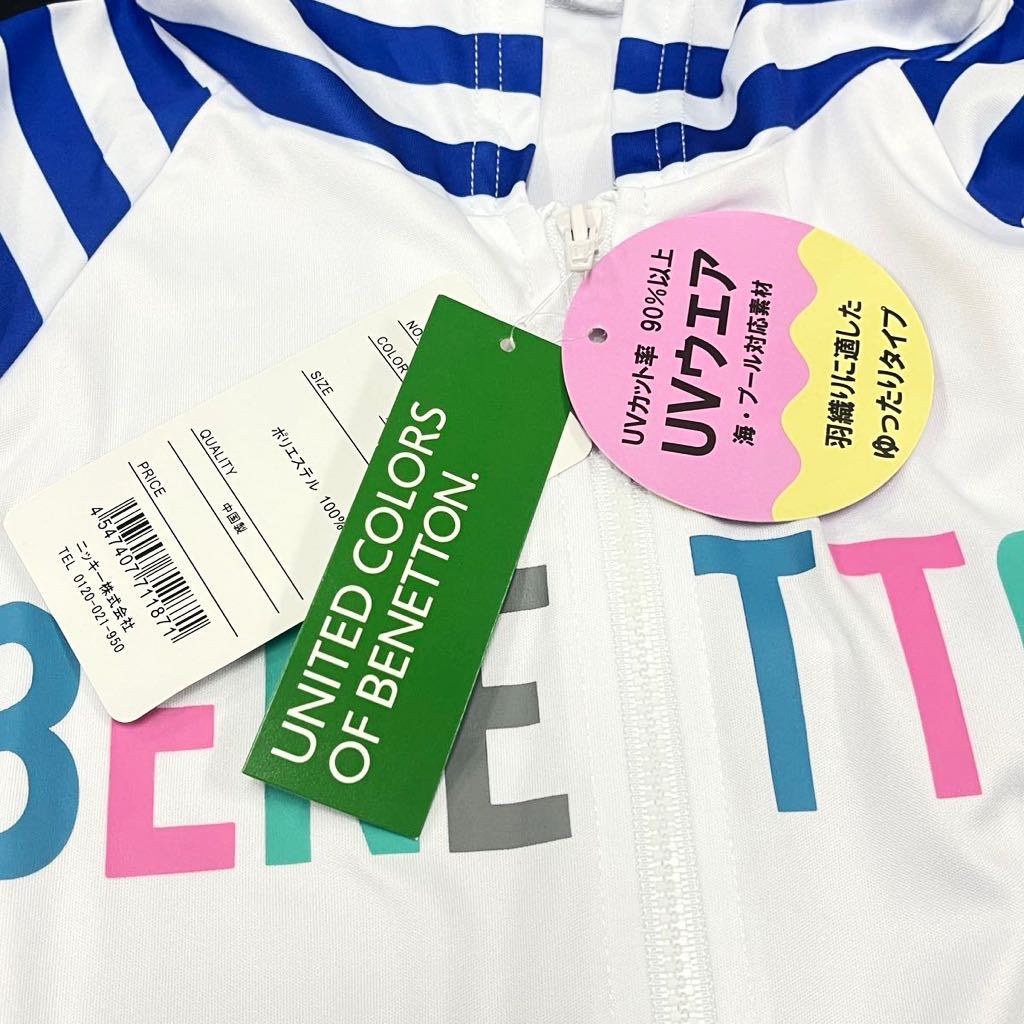 NO
COLOR
SIZE
ポリエステル 100%
QUALITY
中国製
PRICE
4547407711871
ニッキー株式会社
TEL 0120-021-950
UNITED COLORS
OF BENETTON.
UVカット率 90%以上
UVウエア
海・プール対応素材
羽織りに適した
ゆったりタイプ
BENETT